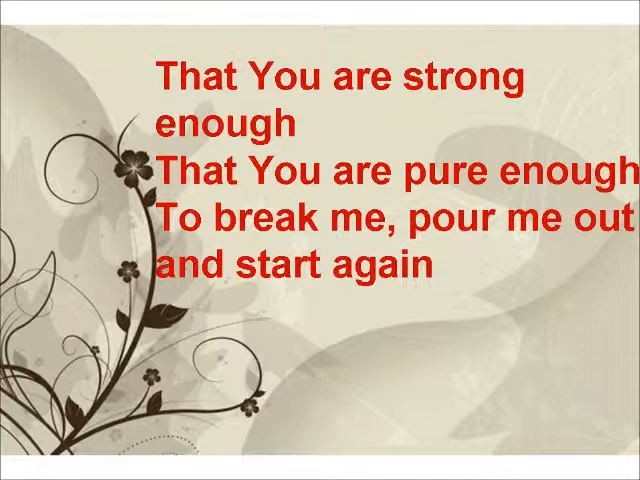 That You are strong
enough
That You are pure enough
To break me, pour me out
and start again